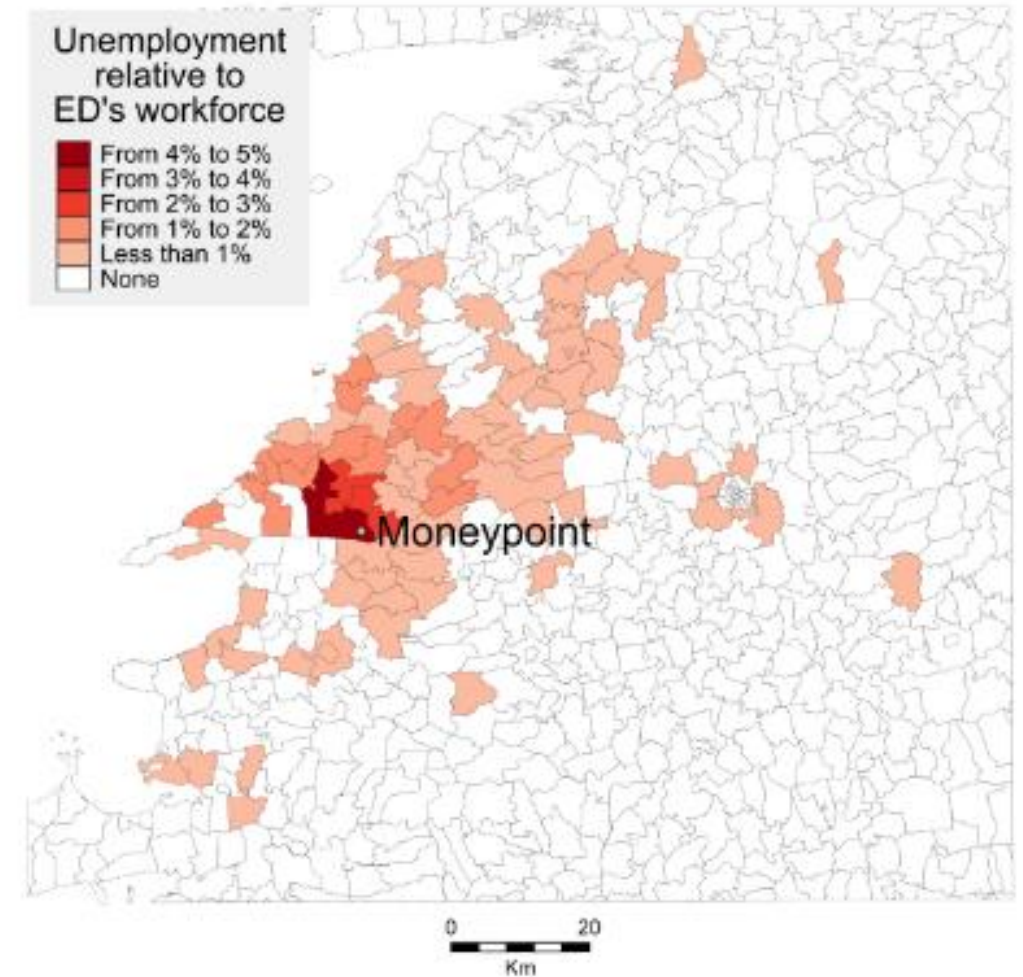 Unemployment
relative to
ED's workforce
From 4% to 5%
From 3% to 4%
From 2% to 3%
From 1% to 2%
Less than 1%
None
Moneypoint
0 20
Km